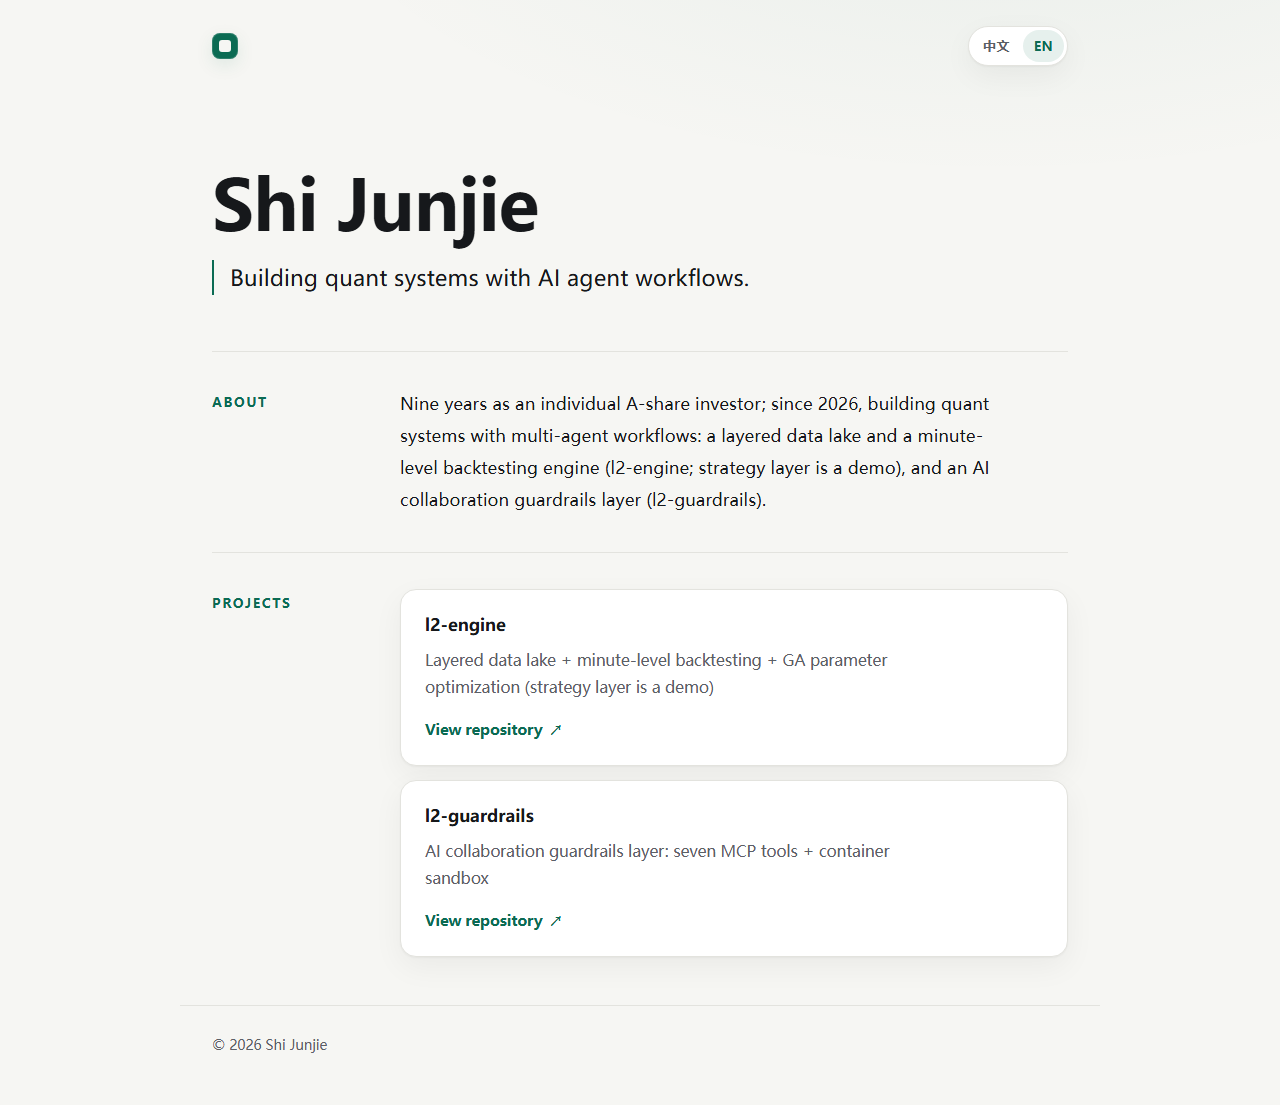 中文 EN
Shi Junjie
Building quant systems with AI agent workflows.
ABOUT
Nine years as an individual A-share investor; since 2026, building quant
systems with multi-agent workflows: a layered data lake and a minute-
level backtesting engine (l2-engine; strategy layer is a demo), and an AI
collaboration guardrails layer (l2-guardrails).
PROJECTS
l2-engine
Layered data lake + minute-level backtesting + GA parameter
optimization (strategy layer is a demo)
View repository ↗
l2-guardrails
AI collaboration guardrails layer: seven MCP tools + container
sandbox
View repository ↗
© 2026 Shi Junjie